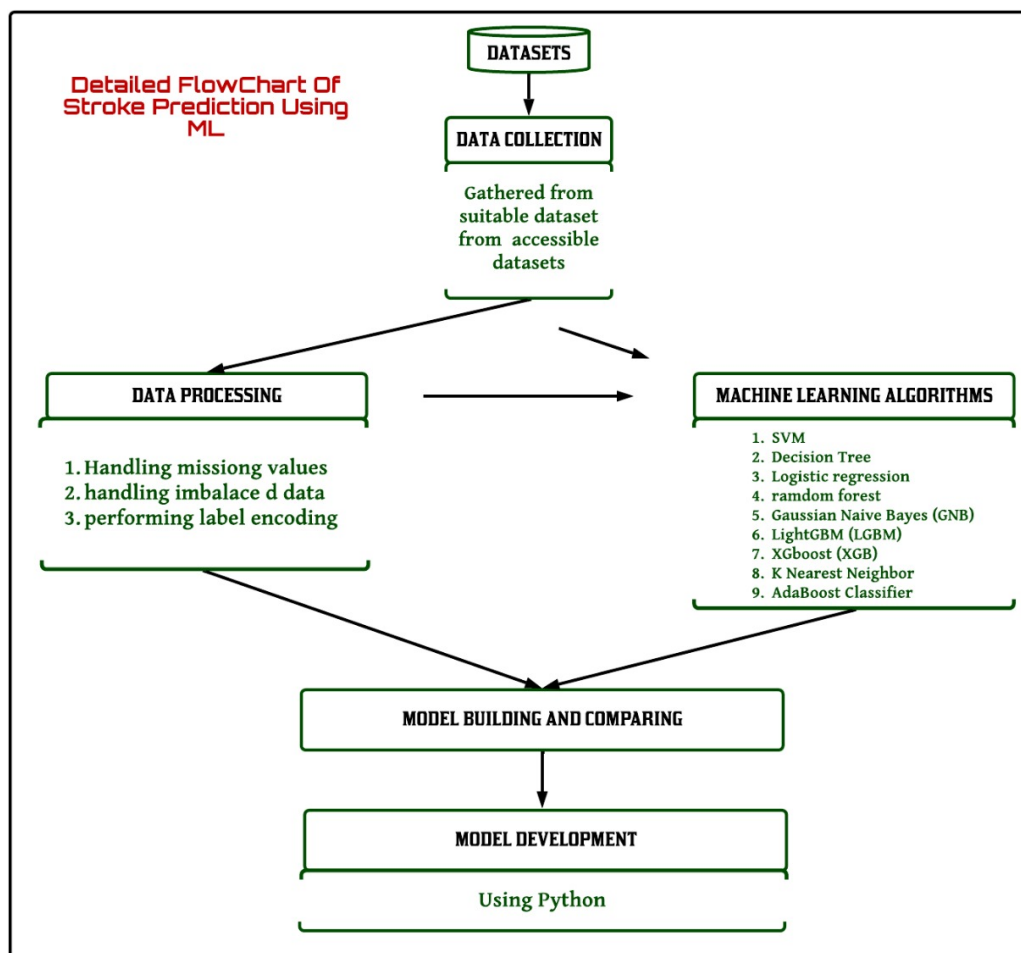 DATASETS
Detailed FlowChart Of
Stroke Prediction Using
ML
DATA COLLECTION
Gathered from
suitable dataset
from accessible
datasets
DATA PROCESSING
1. Handling missiong values
2. handling imbalace d data
3. performing label encoding
MACHINE LEARNING ALGORITHMS
1. SVM
2. Decision Tree
3. Logistic regression
4. ramdom forest
5. Gaussian Naive Bayes (GNB)
6. LightGBM (LGBM)
7. XGboost (XGB)
8. K Nearest Neighbor
9. AdaBoost Classifier
MODEL BUILDING AND COMPARING
MODEL DEVELOPMENT
Using Python